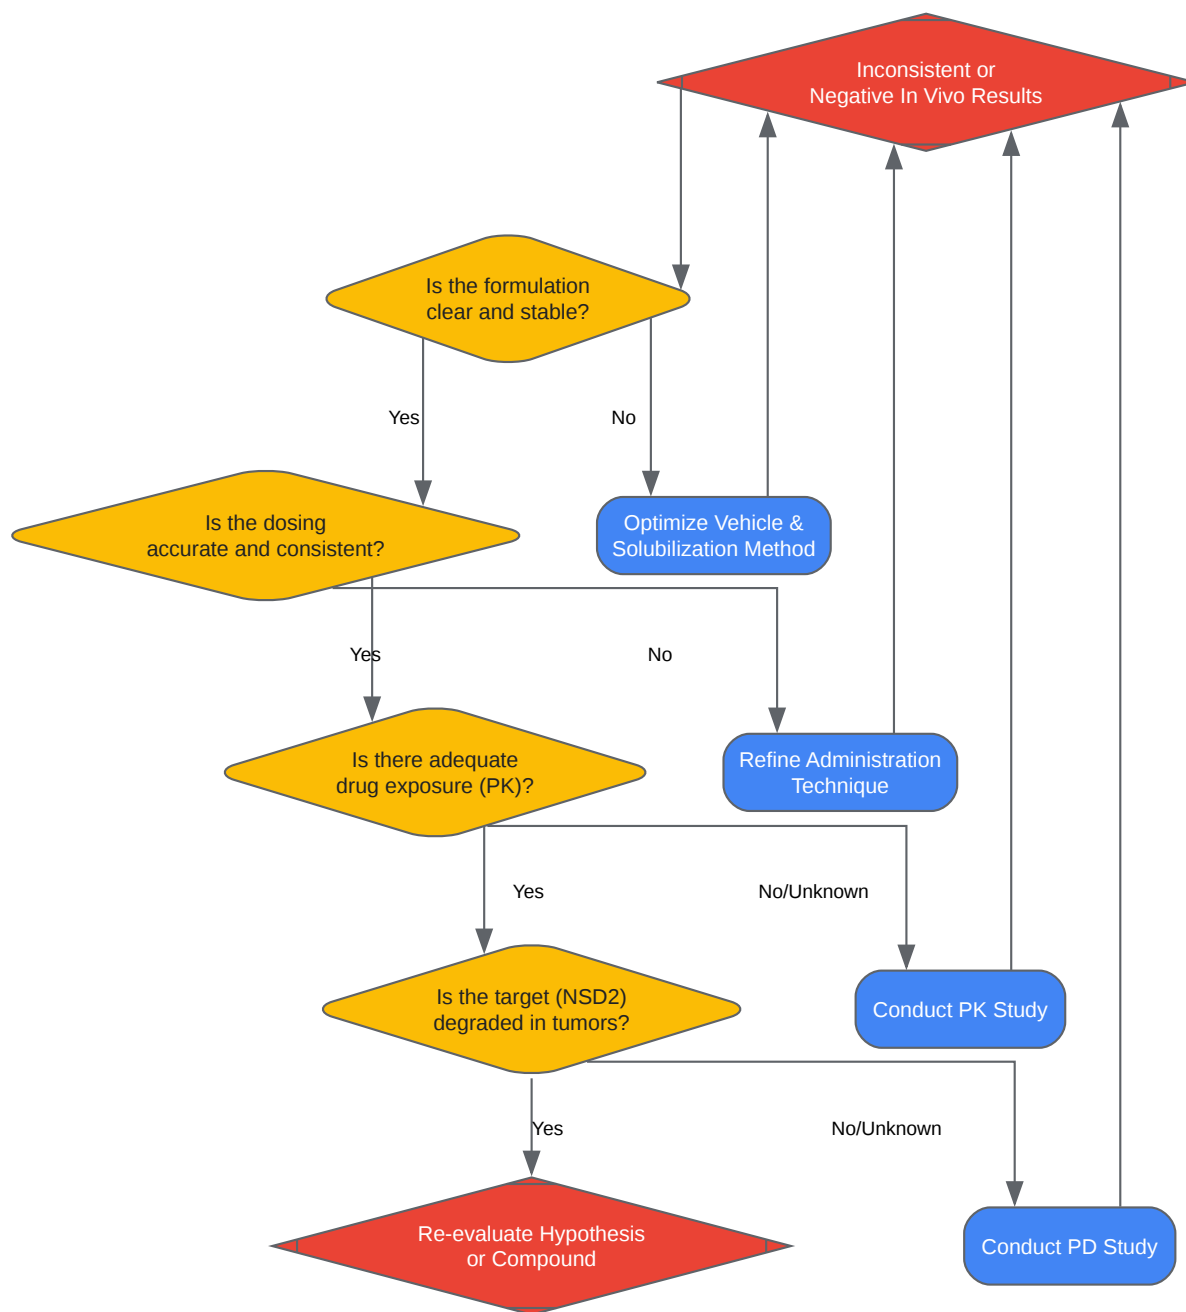 Inconsistent or
Negative In Vivo Results
Is the formulation
clear and stable?
Yes
No
Is the dosing
accurate and consistent?
Optimize Vehicle &
Solubilization Method
Yes
No
Is there adequate
drug exposure (PK)?
Refine Administration
Technique
Yes
No/Unknown
Is the target (NSD2)
degraded in tumors?
Conduct PK Study
Yes
No/Unknown
Re-evaluate Hypothesis
or Compound
Conduct PD Study